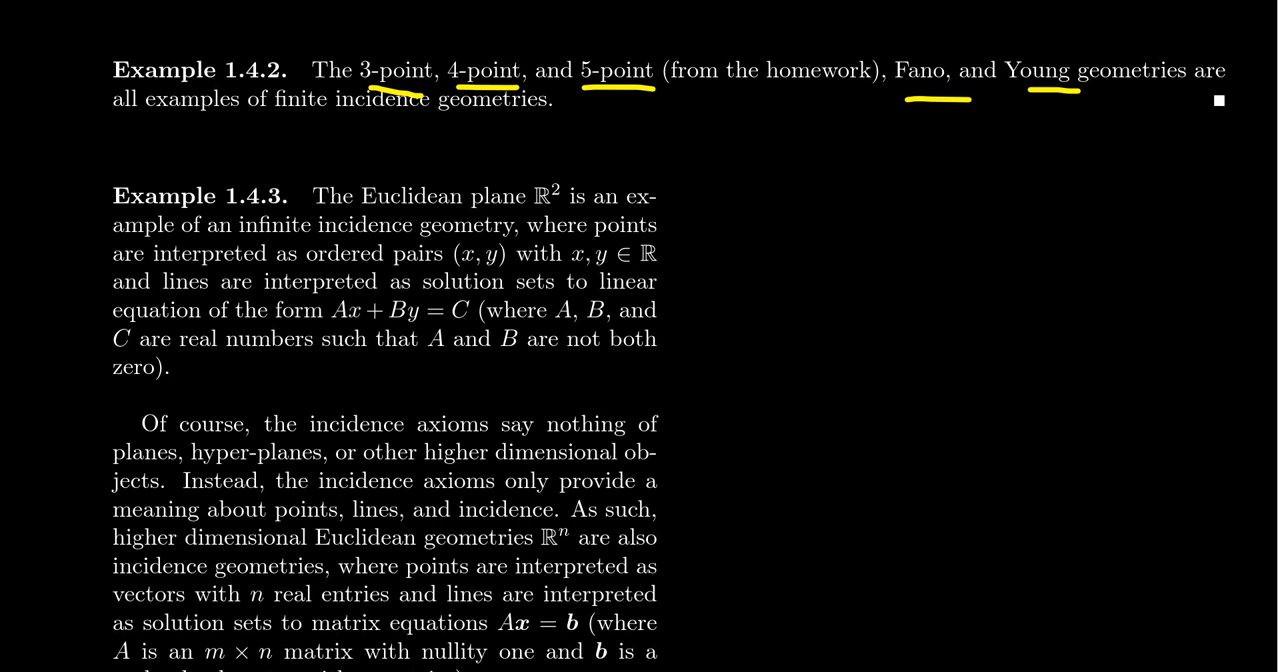 Example 1.4.2. The 3-point, 4-point, and 5-point (from the homework), Fano, and Young geometries are
all examples of finite incidence geometries. ■
Example 1.4.3. The Euclidean plane ℝ² is an ex-
ample of an infinite incidence geometry, where points
are interpreted as ordered pairs (x, y) with x, y ∈ ℝ
and lines are interpreted as solution sets to linear
equation of the form Ax + By = C (where A, B, and
C are real numbers such that A and B are not both
zero).
Of course, the incidence axioms say nothing of
planes, hyper-planes, or other higher dimensional ob-
jects. Instead, the incidence axioms only provide a
meaning about points, lines, and incidence. As such,
higher dimensional Euclidean geometries ℝⁿ are also
incidence geometries, where points are interpreted as
vectors with n real entries and lines are interpreted
as solution sets to matrix equations Ax = b (where
A is an m × n matrix with nullity one and b is a